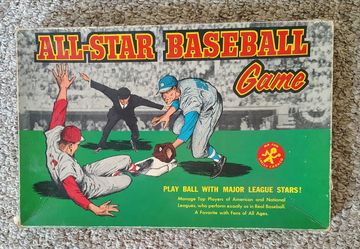 ALL-STAR BASEBALL
Game
PLAY BALL WITH MAJOR LEAGUE STARS!
Manage Top Players of American and National
Leagues, who perform exactly as in Real Baseball.
A Favorite with Fans of All Ages.